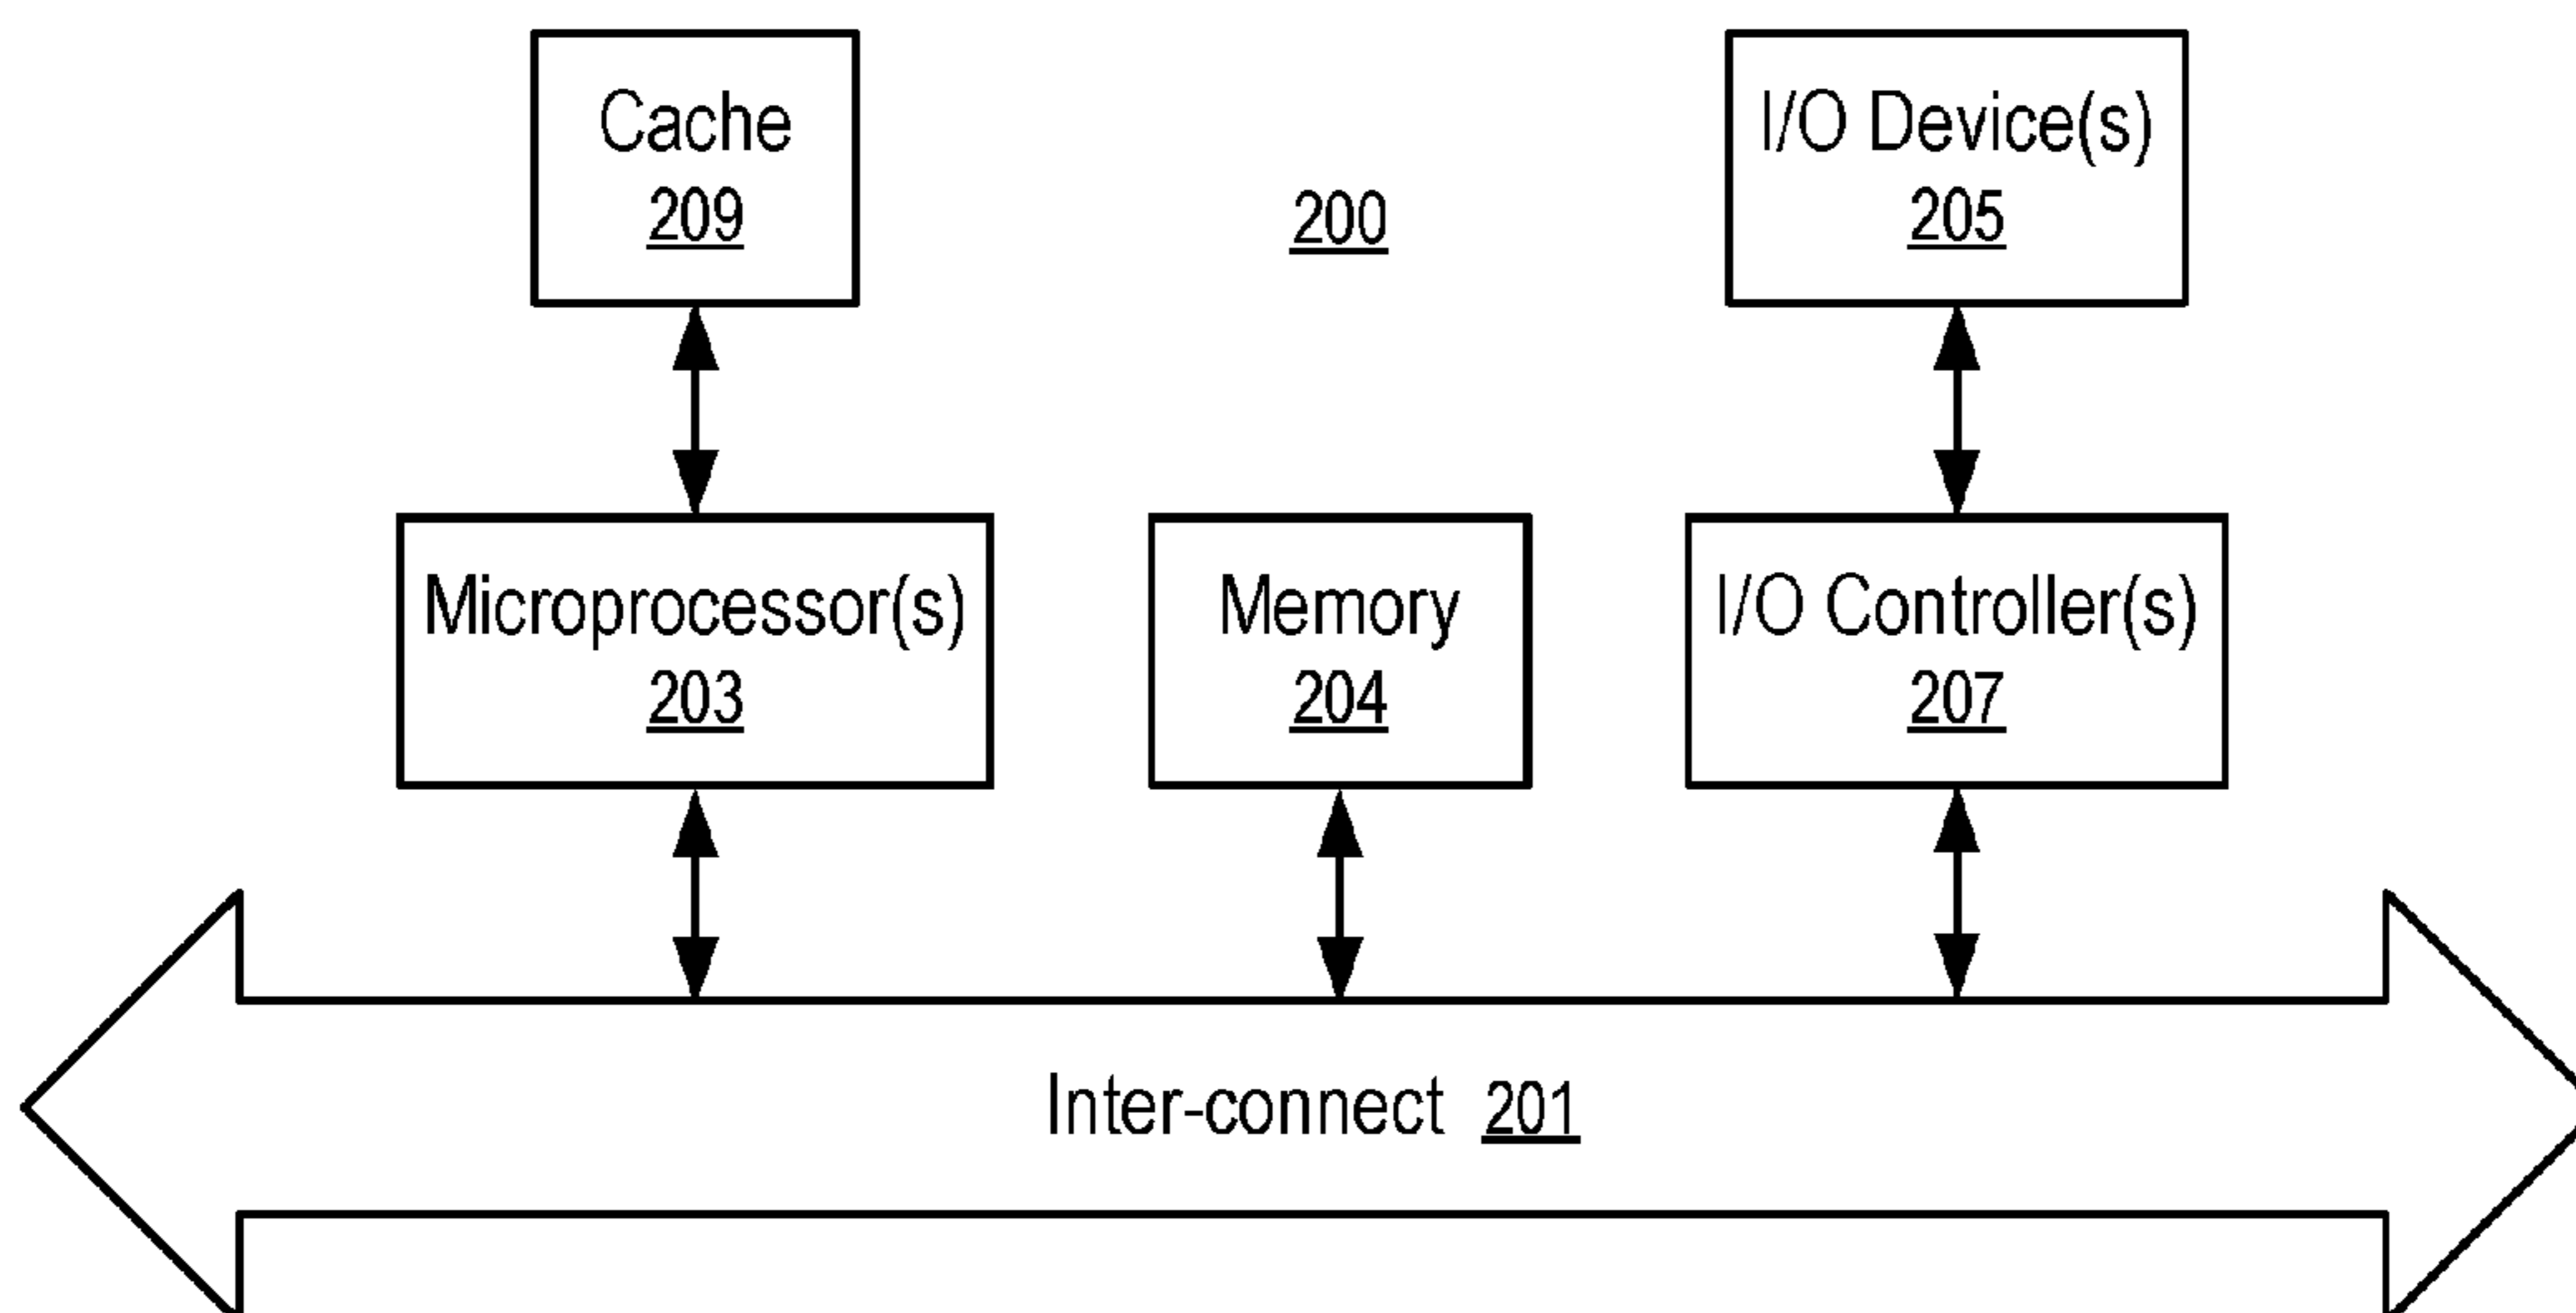 Cache
209
200
I/O Device(s)
205
Microprocessor(s)
203
Memory
204
I/O Controller(s)
207
Inter-connect 201